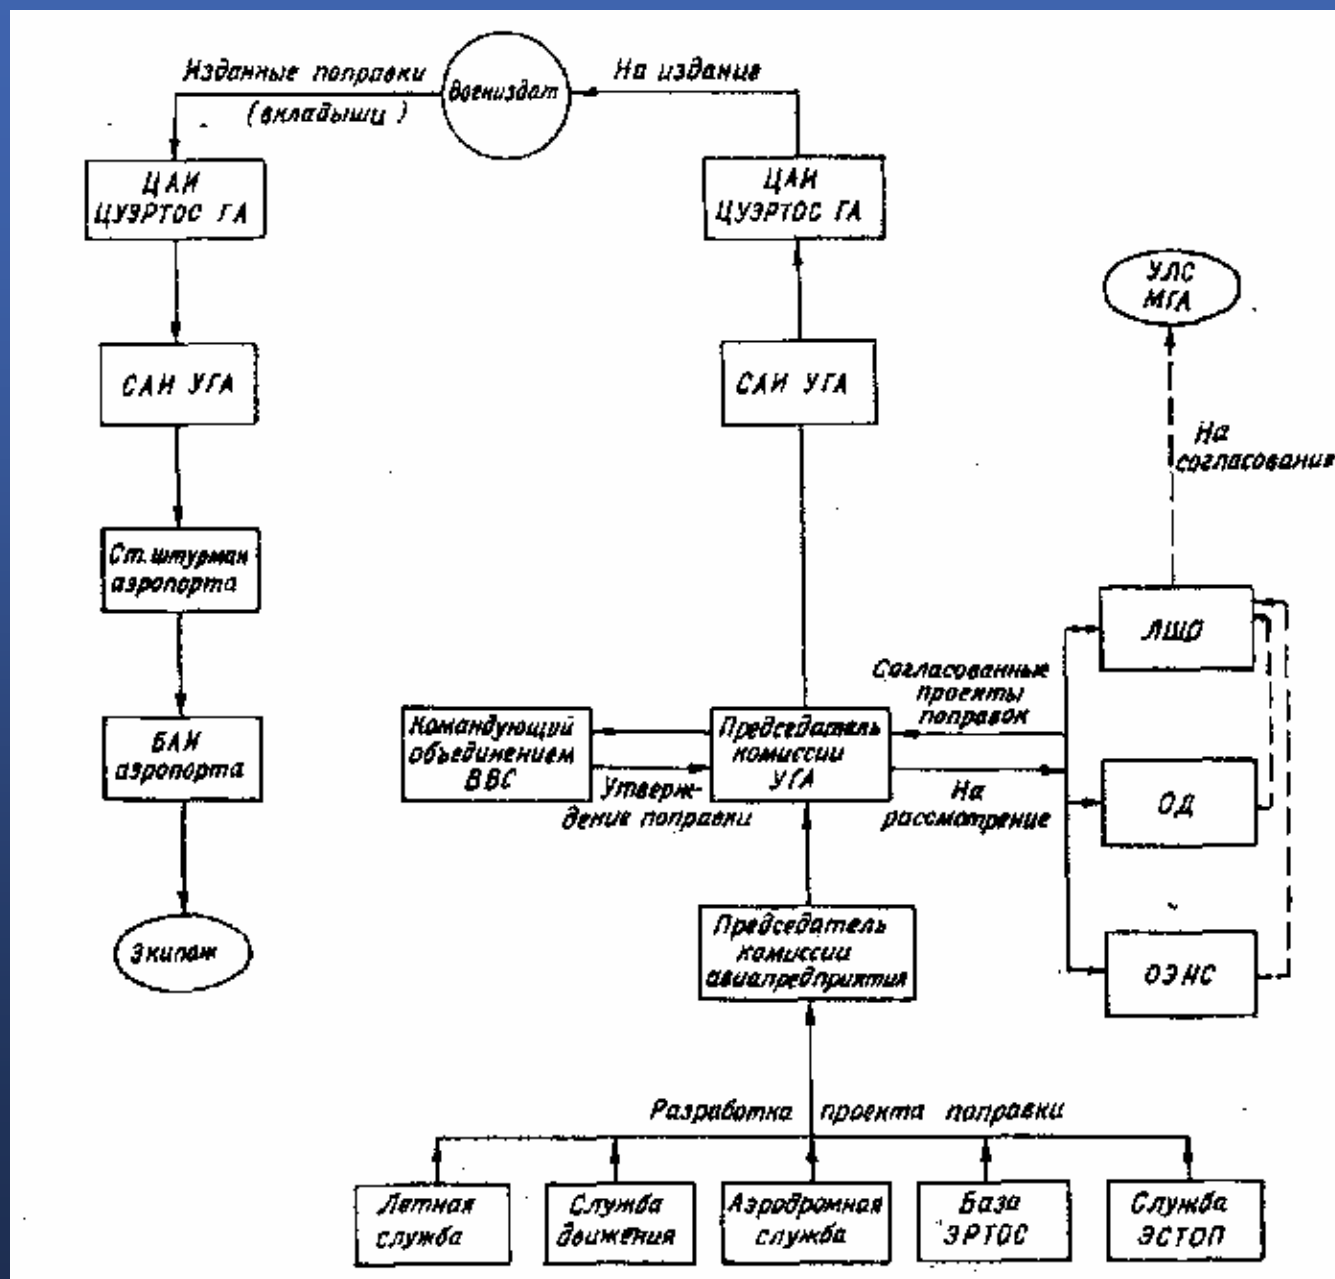 Изданные поправки
(вкладыши)
Воениздат
На издание
ЦАИ
ЦУЭРТОС ГА
ЦАИ
ЦУЭРТОС ГА
УЛС
МГА
САИ УГА
САИ УГА
На
согласование
Ст. штурман
аэропорта
ЛШО
Согласованные
проекты
поправок
БАИ
аэропорта
Командующий
объединением
ВВС
Председатель
комиссии
УГА
Утверж-
дение поправки
На
рассмотрение
ОД
Экипаж
Председатель
комиссии
авиапредприятия
ОЭНС
Разработка проекта поправки
Летная
служба
Служба
движения
Аэродромная
служба
База
ЭРТОС
Служба
ЭСТОП